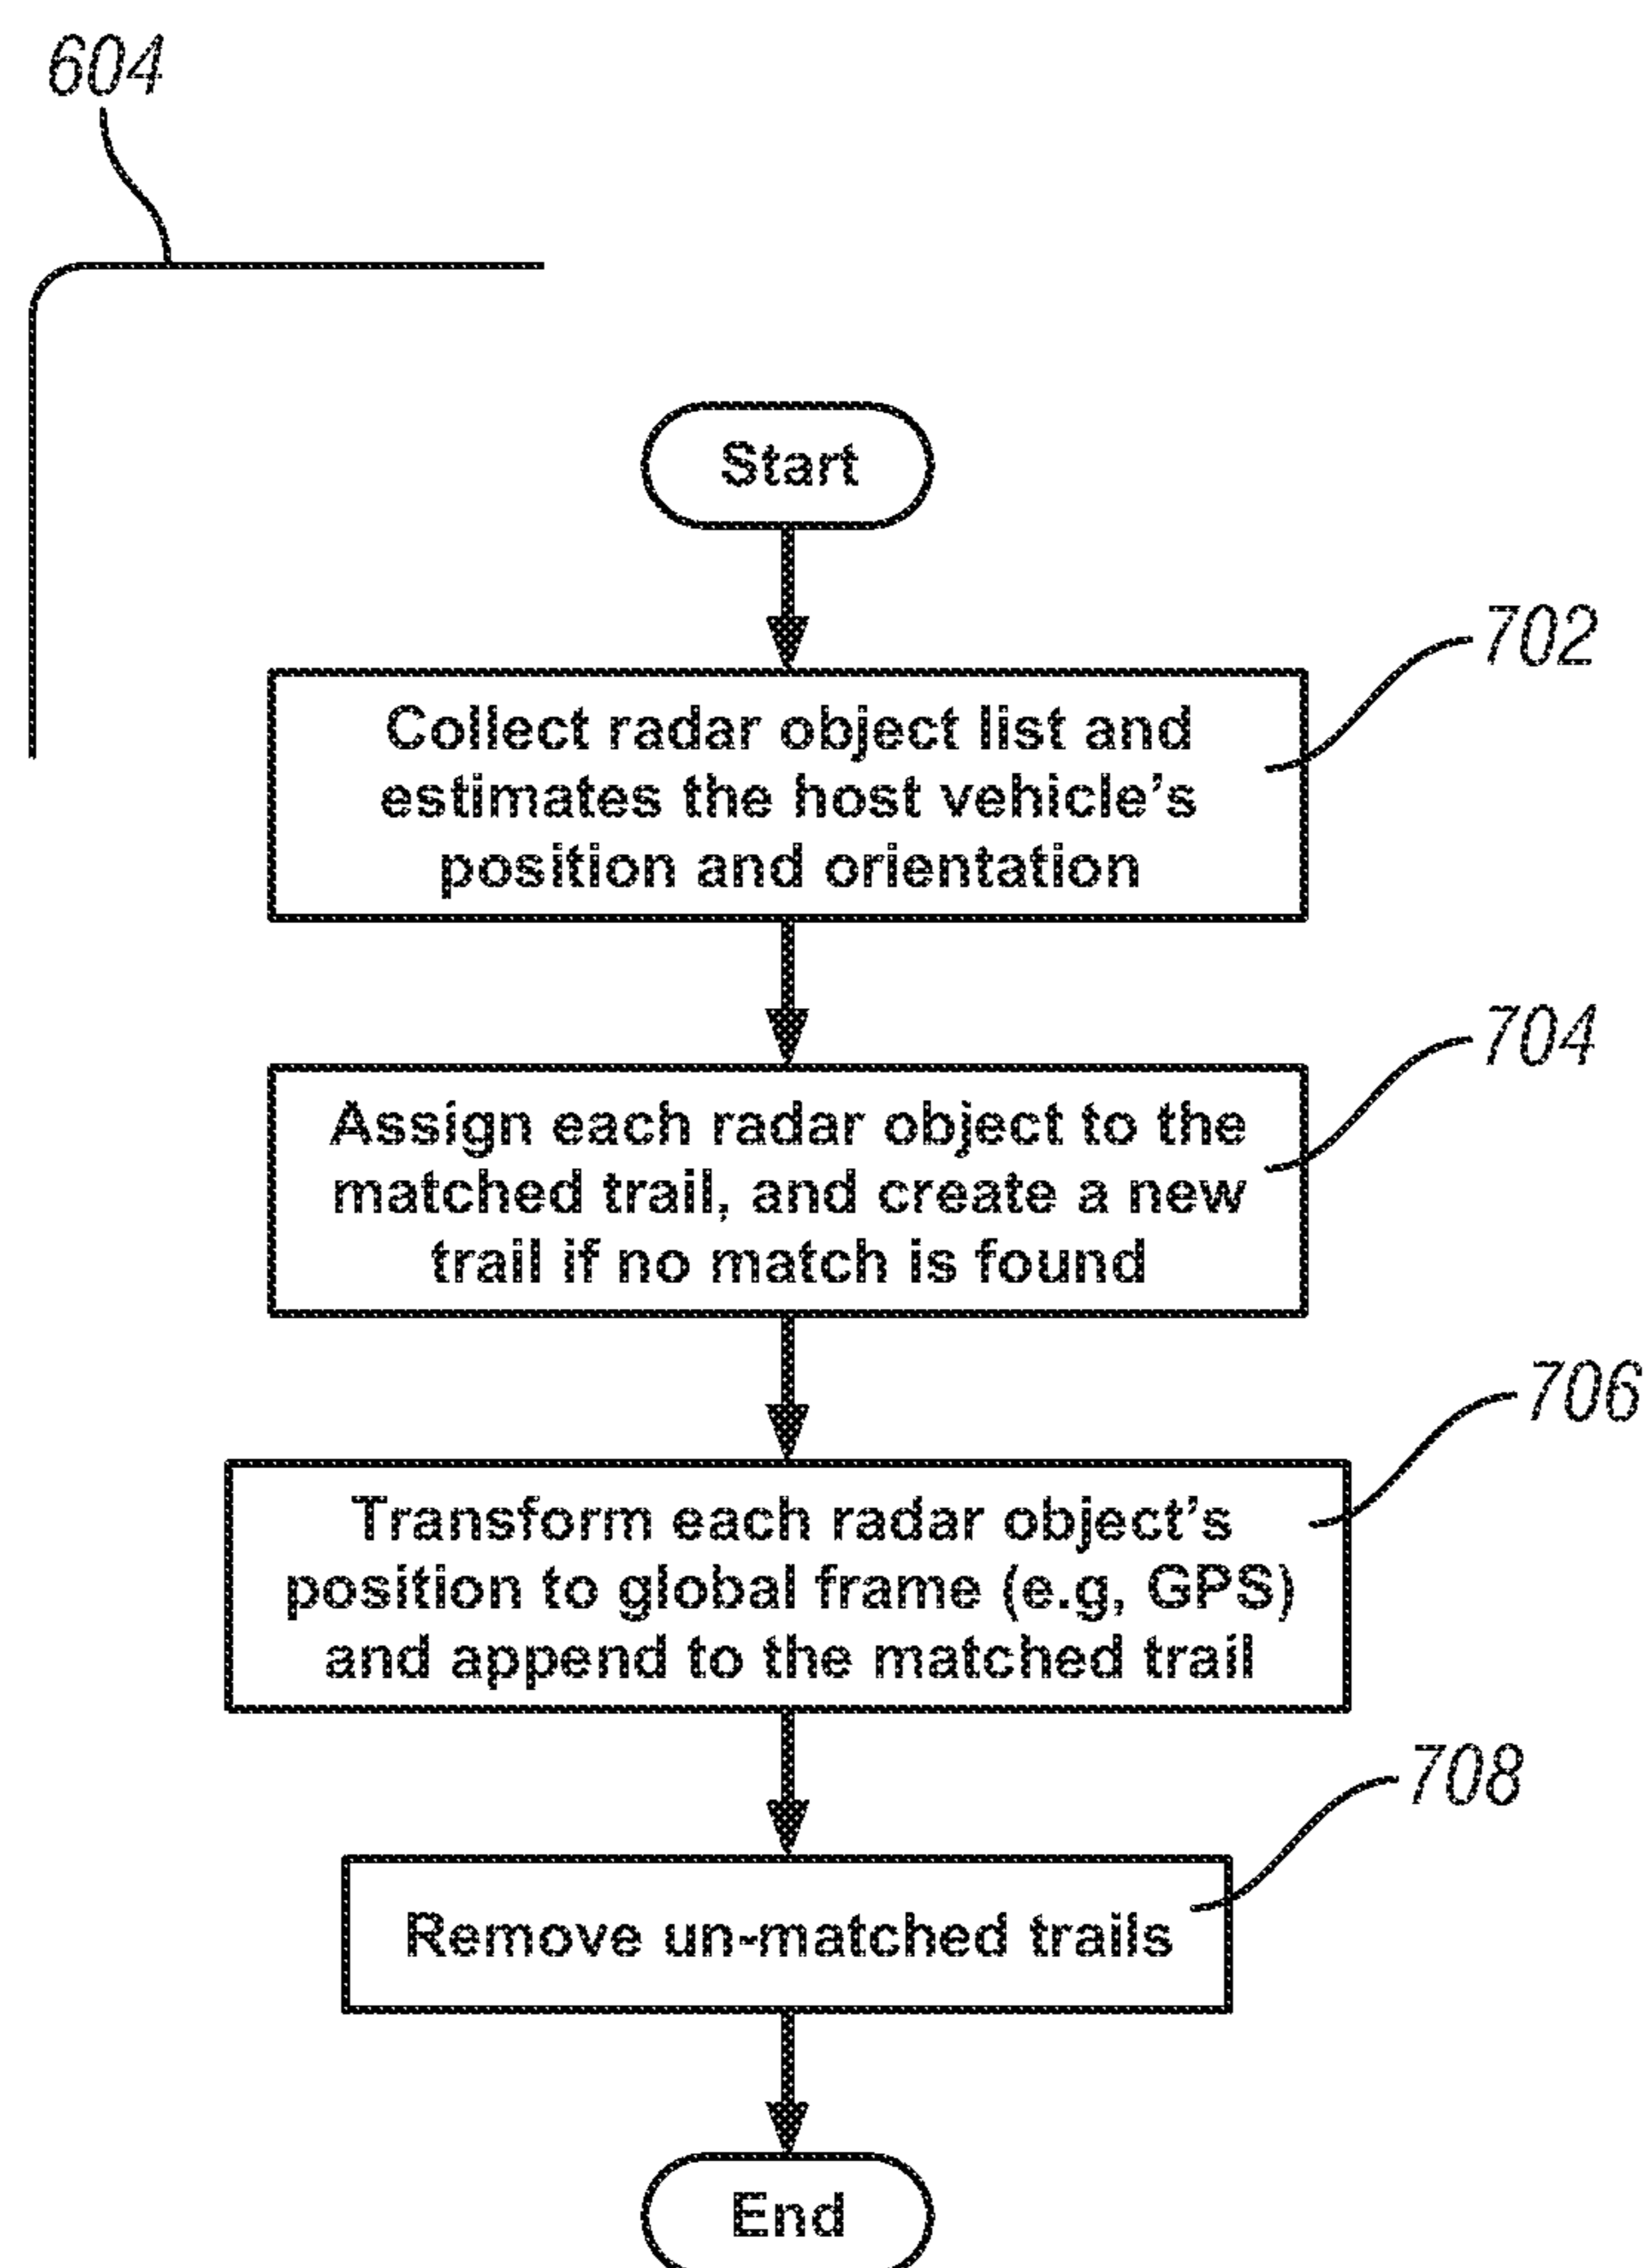 604
Start
702
Collect radar object list and
estimates the host vehicle's
position and orientation
704
Assign each radar object to the
matched trail, and create a new
trail if no match is found
706
Transform each radar object's
position to global frame (e.g, GPS)
and append to the matched trail
708
Remove un-matched trails
End